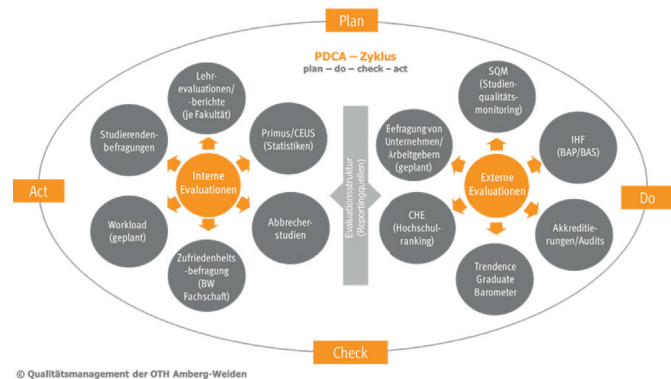 Plan
PDCA – Zyklus
plan – do – check – act
Lehr-
evaluationen/
-berichte
(je Fakultät)
Studierenden-
befragungen
Primus/CEUS
(Statistiken)
Interne
Evaluationen
Workload
(geplant)
Abbrecher-
studien
Zufriedenheits
-befragung
(BW
Fachschaft)
Evaluationsstruktur
(Reportingquellen)
SQM
(Studien-
qualitäts-
monitoring)
Befragung von
Unternehmen/
Arbeitgebern
(geplant)
IHF
(BAP/BAS)
Externe
Evaluationen
CHE
(Hochschul-
ranking)
Akkreditie-
rungen/Audits
Trendence
Graduate
Barometer
Act
Do
Check
© Qualitätsmanagement der OTH Amberg-Weiden